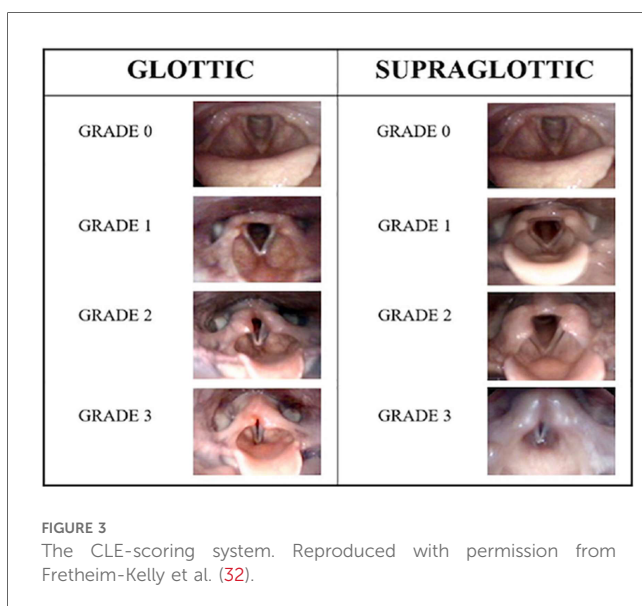 GLOTTIC
SUPRAGLOTTIC
GRADE 0
GRADE 0
GRADE 1
GRADE 1
GRADE 2
GRADE 2
GRADE 3
GRADE 3
FIGURE 3
The CLE-scoring system. Reproduced with permission from
Fretheim-Kelly et al. (32).